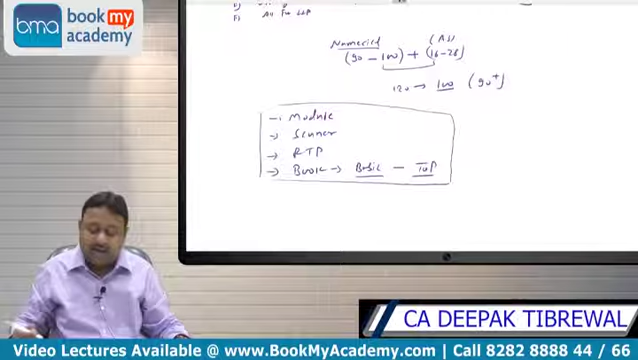 bma book my academy
Numerical
(90 - 100) + (16-28)
120 → 100 (90+)
→ Module
→ Scanner
→ RTP
→ Book → Basic — Top
CA DEEPAK TIBREWAL
Video Lectures Available @ www.BookMyAcademy.com | Call 8282 8888 44 / 66